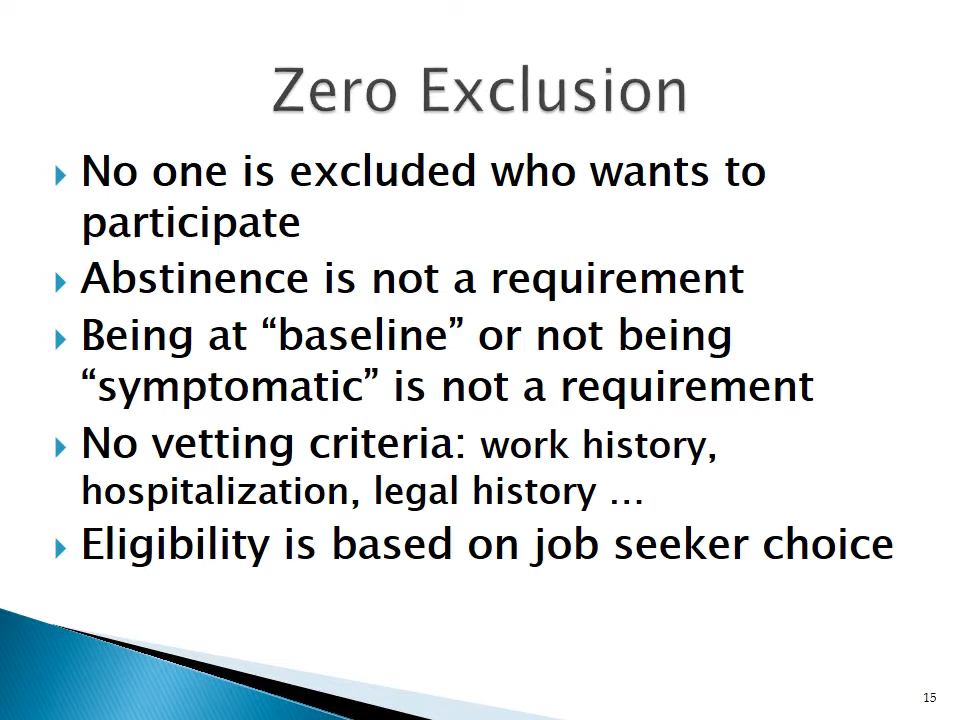 Zero Exclusion
No one is excluded who wants to
participate
Abstinence is not a requirement
Being at “baseline” or not being
“symptomatic” is not a requirement
No vetting criteria: work history,
hospitalization, legal history ...
Eligibility is based on job seeker choice
15